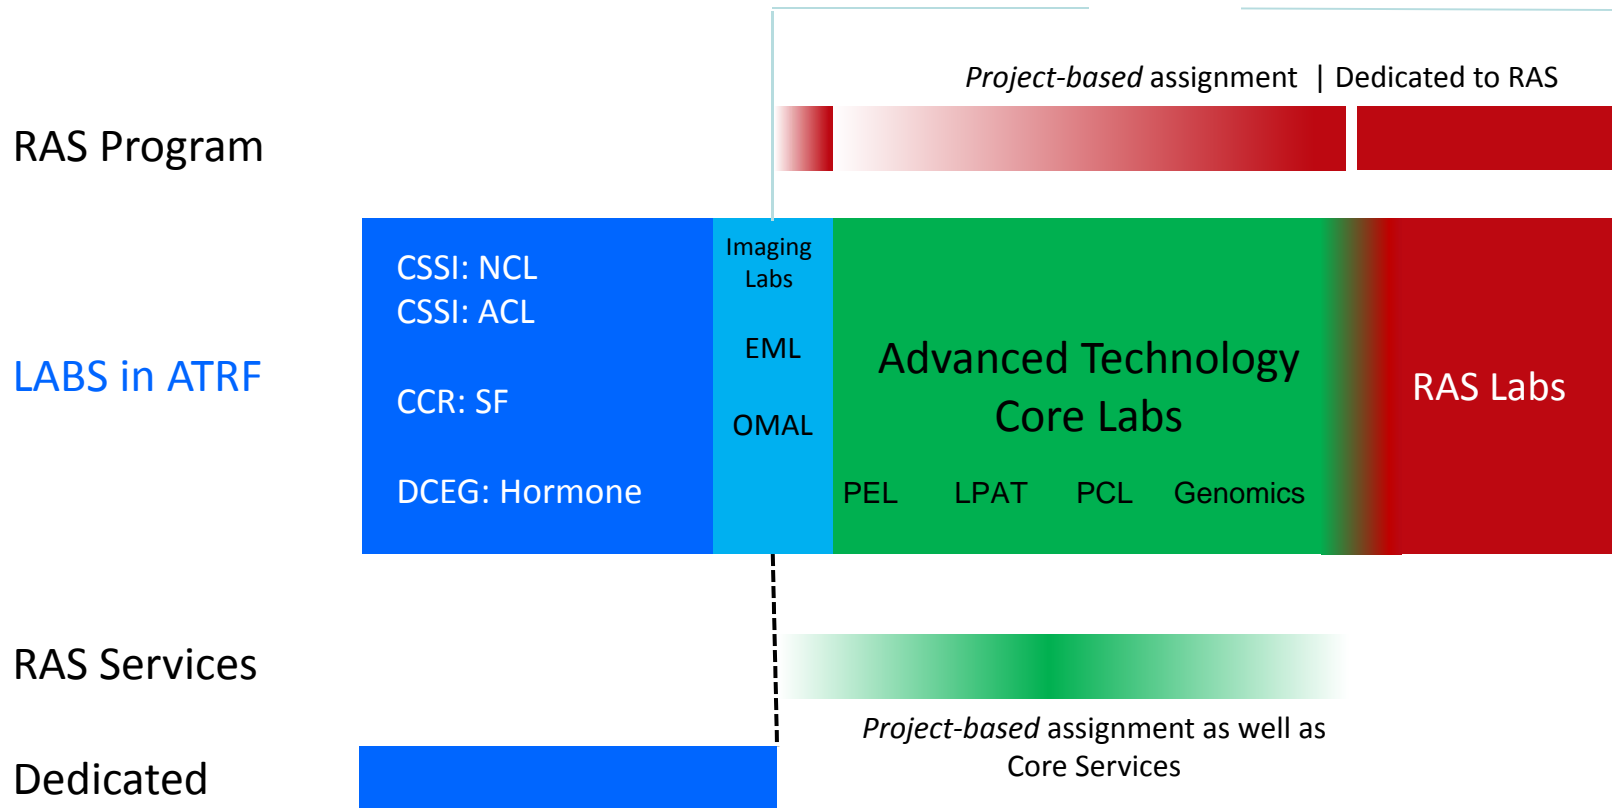 Project-based assignment | Dedicated to RAS
RAS Program
LABS in ATRF
CSSI: NCL
CSSI: ACL
CCR: SF
DCEG: Hormone
Imaging
Labs
EML
OMAL
Advanced Technology
Core Labs
PEL LPAT PCL Genomics
RAS Labs
RAS Services
Project-based assignment as well as
Core Services
Dedicated